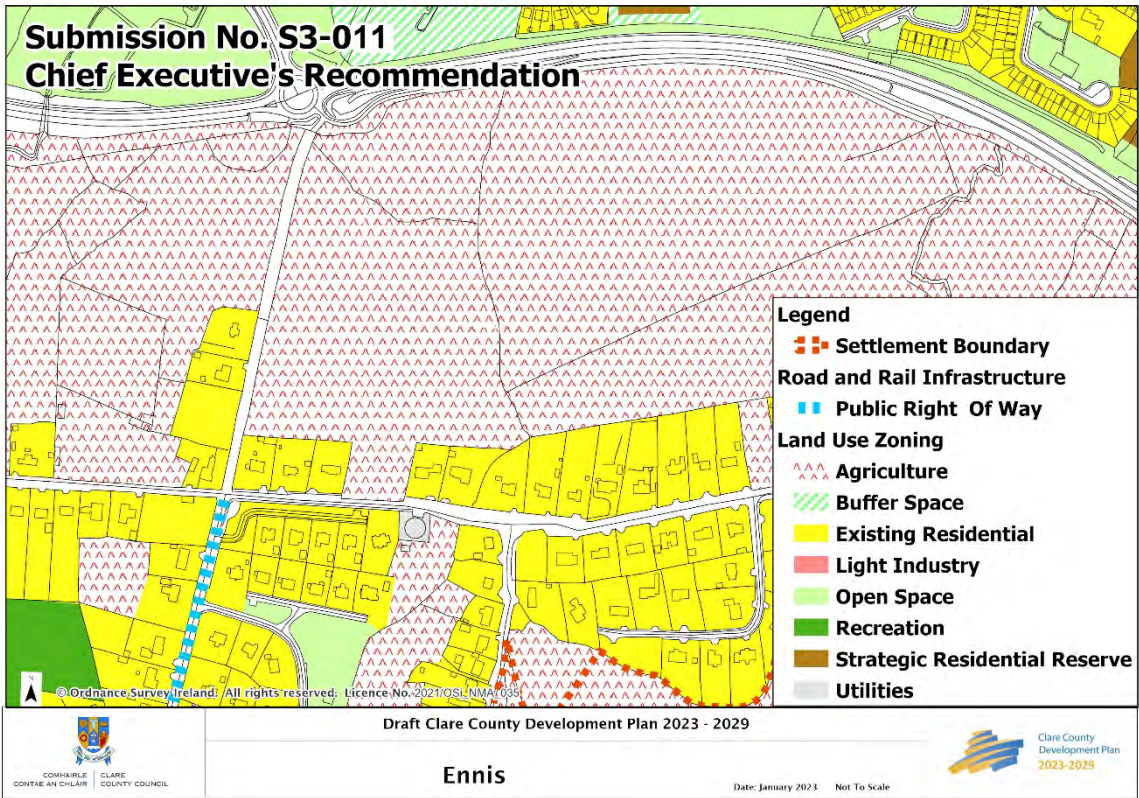 Submission No. S3-011
Chief Executive's Recommendation
Legend
Settlement Boundary
Road and Rail Infrastructure
Public Right Of Way
Land Use Zoning
Agriculture
Buffer Space
Existing Residential
Light Industry
Open Space
Recreation
Strategic Residential Reserve
Utilities
N
© Ordnance Survey Ireland. All rights reserved. Licence No. 2021/OSi_NMA_035
COMHAIRLE CONTAE AN CHLÁIR
CLARE COUNTY COUNCIL
Draft Clare County Development Plan 2023 - 2029
Ennis
Date: January 2023 Not To Scale
Clare County
Development Plan
2023-2029